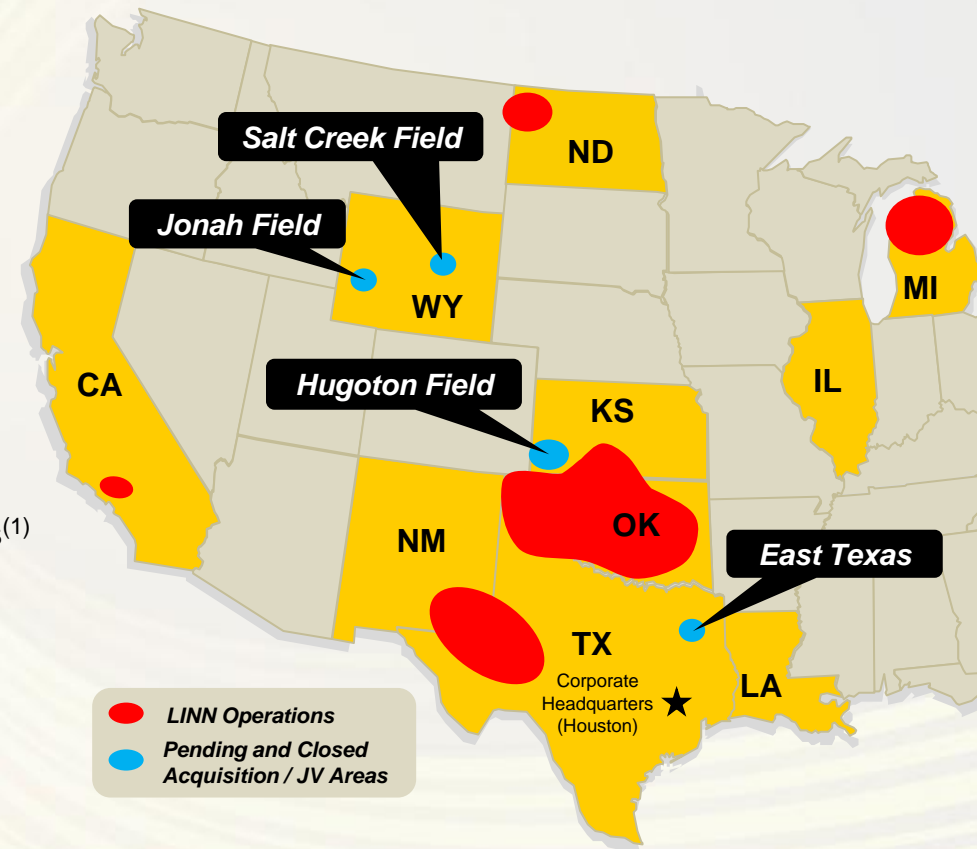 Salt Creek Field
ND
Jonah Field
MI
WY
Hugoton Field
CA
IL
KS
(1)
NM
OK
East Texas
TX
Corporate
Headquarters
(Houston)
LA
LINN Operations
Pending and Closed
Acquisition / JV Areas